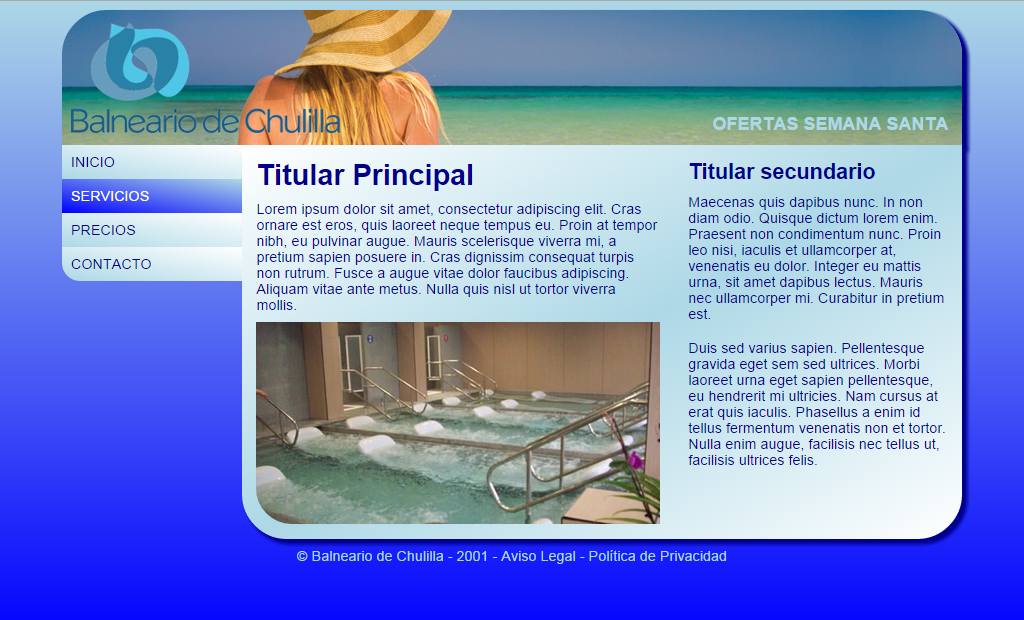 Balneario de Chulilla
OFERTAS SEMANA SANTA
INICIO
SERVICIOS
PRECIOS
CONTACTO
Titular Principal
Lorem ipsum dolor sit amet, consectetur adipiscing elit. Cras
ornare est eros, quis laoreet neque tempus eu. Proin at tempor
nibh, eu pulvinar augue. Mauris scelerisque viverra mi, a
pretium sapien posuere in. Cras dignissim consequat turpis
non rutrum. Fusce a augue vitae dolor faucibus adipiscing.
Aliquam vitae ante metus. Nulla quis nisl ut tortor viverra
mollis.
Titular secundario
Maecenas quis dapibus nunc. In non
diam odio. Quisque dictum lorem enim.
Praesent non condimentum nunc. Proin
leo nisi, iaculis et ullamcorper at,
venenatis eu dolor. Integer eu mattis
urna, sit amet dapibus lectus. Mauris
nec ullamcorper mi. Curabitur in pretium
est.
Duis sed varius sapien. Pellentesque
gravida eget sem sed ultrices. Morbi
laoreet urna eget sapien pellentesque,
eu hendrerit mi ultricies. Nam cursus at
erat quis iaculis. Phasellus a enim id
tellus fermentum venenatis non et tortor.
Nulla enim augue, facilisis nec tellus ut,
facilisis ultrices felis.
© Balneario de Chulilla - 2001 - Aviso Legal - Política de Privacidad